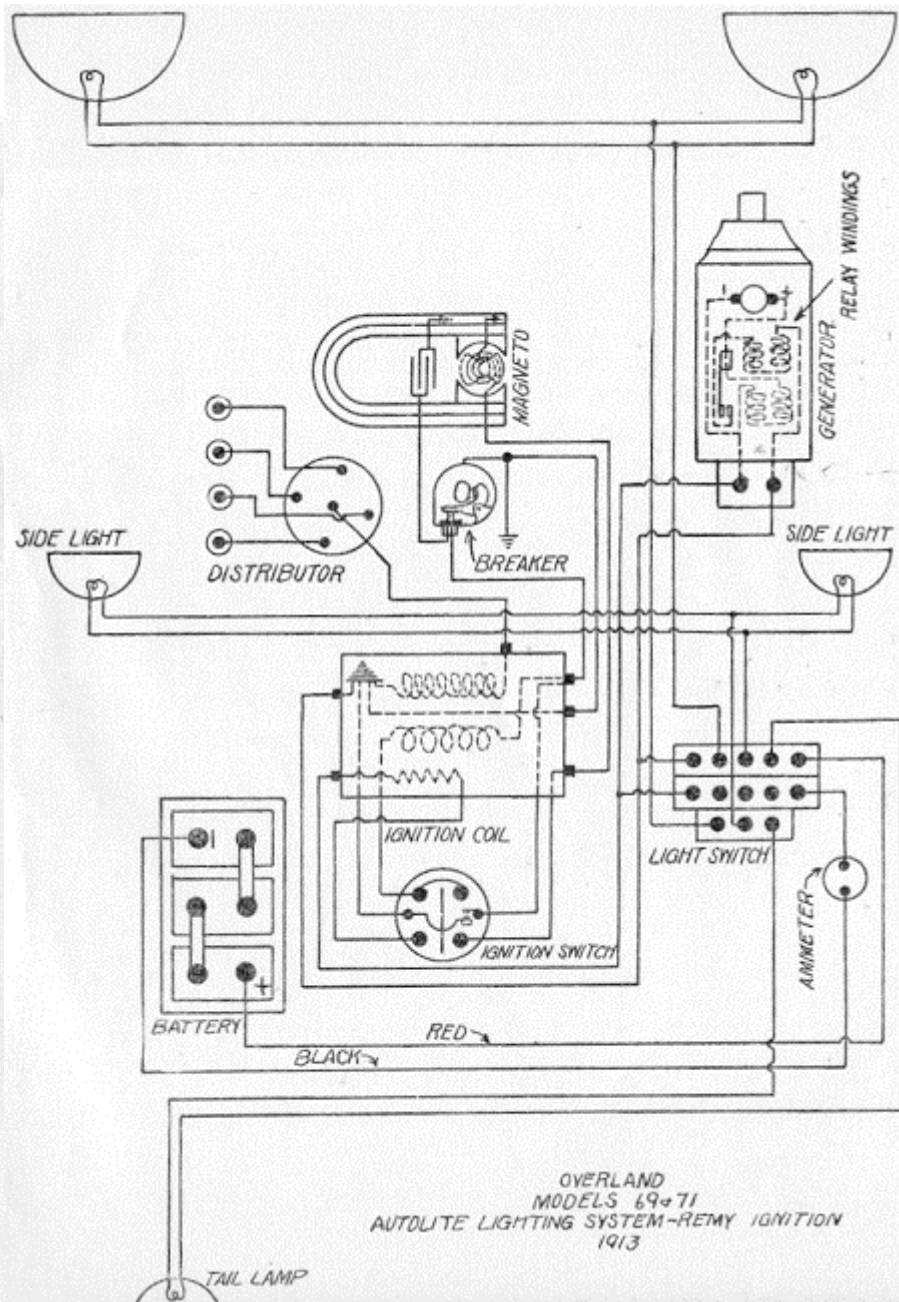 RELAY WINDINGS
GENERATOR
MAGNETO
SIDE LIGHT
SIDE LIGHT
DISTRIBUTOR
BREAKER
IGNITION COIL
LIGHT SWITCH
AMMETER
IGNITION SWITCH
BATTERY
RED
BLACK
OVERLAND
MODELS 69&71
AUTOLITE LIGHTING SYSTEM-REMY IGNITION
1913
TAIL LAMP